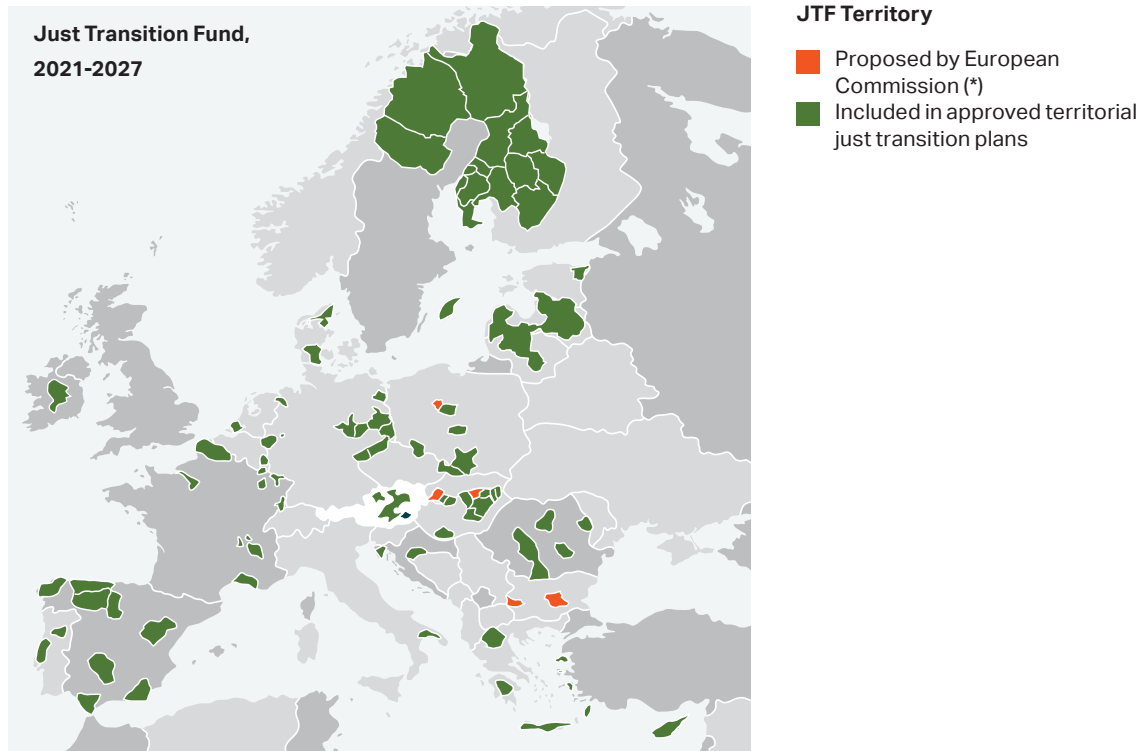 Just Transition Fund,
2021-2027
JTF Territory
Proposed by European
Commission (*)
Included in approved territorial
just transition plans